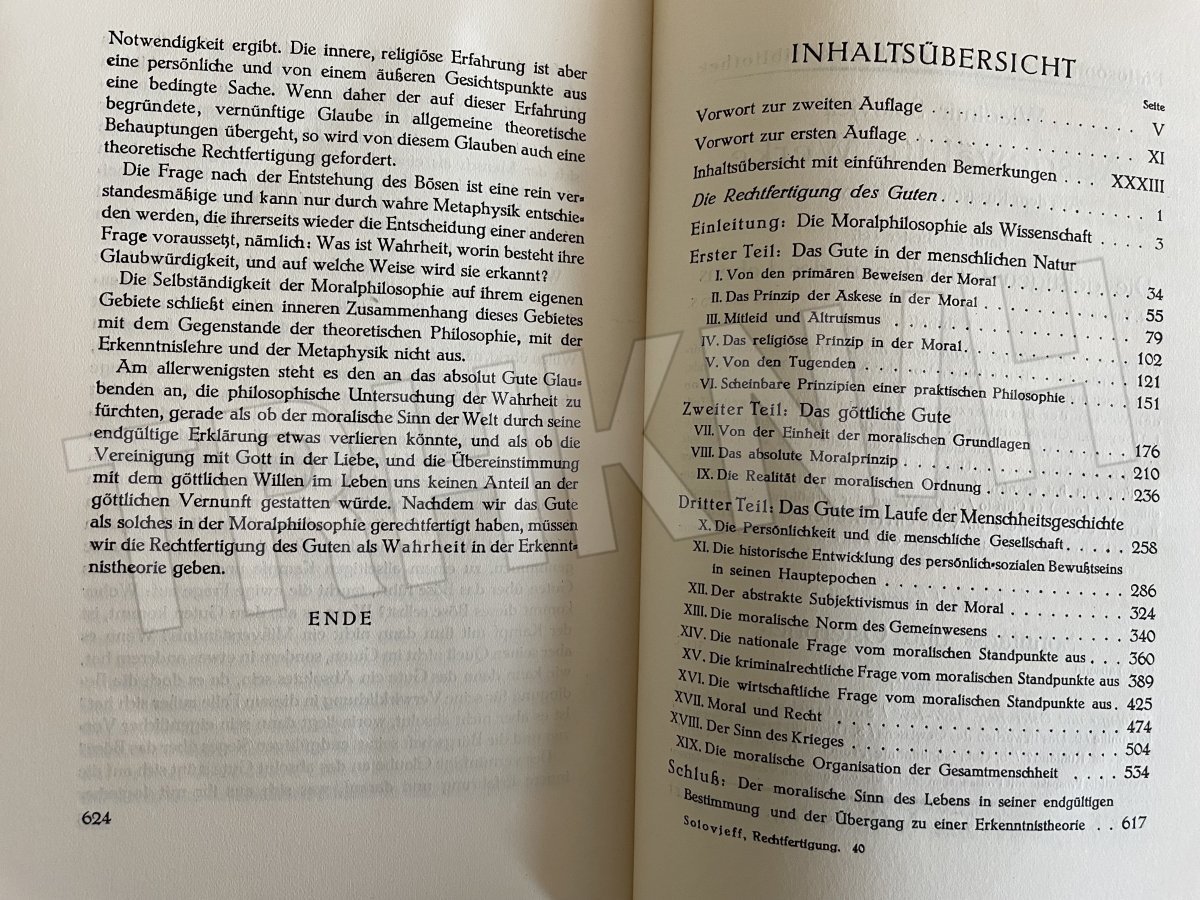 Notwendigkeit ergibt. Die innere, religiöse Erfahrung ist aber
eine persönliche und von einem äußeren Gesichtspunkte aus
eine bedingte Sache. Wenn daher der auf dieser Erfahrung
begründete, vernünftige Glaube in allgemeine theoretische
Behauptungen übergeht, so wird von diesem Glauben auch eine
theoretische Rechtfertigung gefordert.
Die Frage nach der Entstehung des Bösen ist eine rein ver-
standesmäßige und kann nur durch wahre Metaphysik entschie-
den werden, die ihrerseits wieder die Entscheidung einer anderen
Frage voraussetzt, nämlich: Was ist Wahrheit, worin besteht ihre
Glaubwürdigkeit, und auf welche Weise wird sie erkannt?
Die Selbständigkeit der Moralphilosophie auf ihrem eigenen
Gebiete schließt einen inneren Zusammenhang dieses Gebietes
mit dem Gegenstande der theoretischen Philosophie, mit der
Erkenntnislehre und der Metaphysik nicht aus.
Am allerwenigsten steht es den an das absolut Gute Glau-
benden an, die philosophische Untersuchung der Wahrheit zu
fürchten, gerade als ob der moralische Sinn der Welt durch seine
endgültige Erklärung etwas verlieren könnte, und als ob die
Vereinigung mit Gott in der Liebe, und die Übereinstimmung
mit dem göttlichen Willen im Leben uns keinen Anteil an der
göttlichen Vernunft gestatten würde. Nachdem wir das Gute
als solches in der Moralphilosophie gerechtfertigt haben, müssen
wir die Rechtfertigung des Guten als Wahrheit in der Erkennt-
nistheorie geben.
ENDE
624
INHALTSÜBERSICHT
Seite
Vorwort zur zweiten Auflage . . . . . . . . . . . . . . . V
Vorwort zur ersten Auflage . . . . . . . . . . . . . . . XI
Inhaltsübersicht mit einführenden Bemerkungen . . . XXXIII
Die Rechtfertigung des Guten . . . . . . . . . . . . . . . 1
Einleitung: Die Moralphilosophie als Wissenschaft . . . . 3
Erster Teil: Das Gute in der menschlichen Natur
I. Von den primären Beweisen der Moral . . . . . . . . . 34
II. Das Prinzip der Askese in der Moral . . . . . . . . . . 55
III. Mitleid und Altruismus . . . . . . . . . . . . . . . 79
IV. Das religiöse Prinzip in der Moral . . . . . . . . . . 102
V. Von den Tugenden . . . . . . . . . . . . . . . . . 121
VI. Scheinbare Prinzipien einer praktischen Philosophie . . . . . 151
Zweiter Teil: Das göttliche Gute
VII. Von der Einheit der moralischen Grundlagen . . . . . . 176
VIII. Das absolute Moralprinzip . . . . . . . . . . . . . . 210
IX. Die Realität der moralischen Ordnung . . . . . . . . . 236
Dritter Teil: Das Gute im Laufe der Menschheitsgeschichte
X. Die Persönlichkeit und die menschliche Gesellschaft . . . . . 258
XI. Die historische Entwicklung des persönlich-sozialen Bewußtseins
in seinen Hauptepochen . . . . . . . . . . . . . . . . 286
XII. Der abstrakte Subjektivismus in der Moral . . . . . . . . 324
XIII. Die moralische Norm des Gemeinwesens . . . . . . . . 340
XIV. Die nationale Frage vom moralischen Standpunkte aus . . . 360
XV. Die kriminalrechtliche Frage vom moralischen Standpunkte aus 389
XVI. Die wirtschaftliche Frage vom moralischen Standpunkte aus . 425
XVII. Moral und Recht . . . . . . . . . . . . . . . . . . 474
XVIII. Der Sinn des Krieges . . . . . . . . . . . . . . . . 504
XIX. Die moralische Organisation der Gesamtmenschheit . . . . 534
Schluß: Der moralische Sinn des Lebens in seiner endgültigen
Bestimmung und der Übergang zu einer Erkenntnistheorie . . 617
Solovjeff, Rechtfertigung. 40